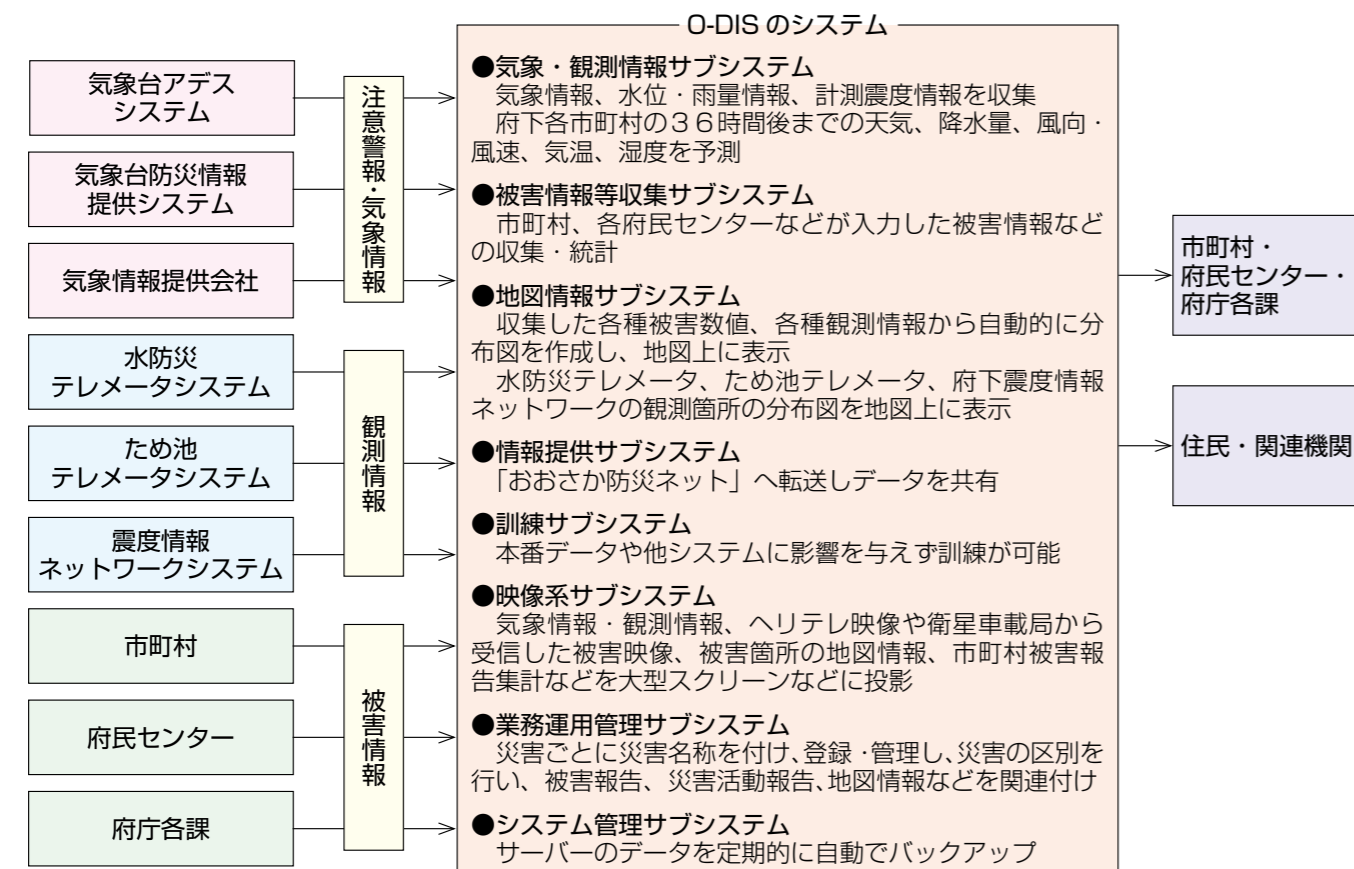 O-DIS のシステム
気象台アデス
システム
気象台防災情報
提供システム
気象情報提供会社
水防災
テレメータシステム
ため池
テレメータシステム
震度情報
ネットワークシステム
市町村
府民センター
府庁各課
注意警報・気象情報
観測情報
被害情報
●気象・観測情報サブシステム
気象情報、水位・雨量情報、計測震度情報を収集
府下各市町村の36時間後までの天気、降水量、風向・
風速、気温、湿度を予測
●被害情報等収集サブシステム
市町村、各府民センターなどが入力した被害情報など
の収集・統計
●地図情報サブシステム
収集した各種被害数値、各種観測情報から自動的に分
布図を作成し、地図上に表示
水防災テレメータ、ため池テレメータ、府下震度情報
ネットワークの観測箇所の分布図を地図上に表示
●情報提供サブシステム
「おおさか防災ネット」へ転送しデータを共有
●訓練サブシステム
本番データや他システムに影響を与えず訓練が可能
●映像系サブシステム
気象情報・観測情報、ヘリテレ映像や衛星車載局から
受信した被害映像、被害箇所の地図情報、市町村被害報
告集計などを大型スクリーンなどに投影
●業務運用管理サブシステム
災害ごとに災害名称を付け、登録・管理し、災害の区別を
行い、被害報告、災害活動報告、地図情報などを関連付け
●システム管理サブシステム
サーバーのデータを定期的に自動でバックアップ
市町村・
府民センター・
府庁各課
住民・関連機関